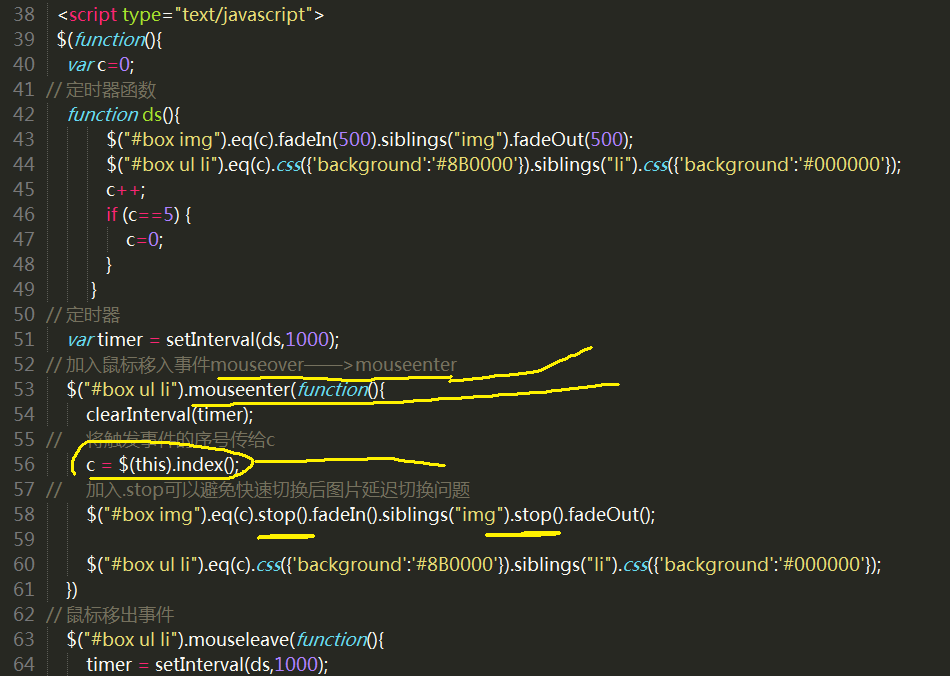 38 <script type="text/javascript">
39 $(function(){
40 var c=0;
41 // 定时器函数
42 function ds(){
43 $("#box img").eq(c).fadeIn(500).siblings("img").fadeOut(500);
44 $("#box ul li").eq(c).css({'background':'#8B0000'}).siblings("li").css({'background':'#000000'});
45 c++;
46 if (c==5) {
47 c=0;
48 }
49 }
50 // 定时器
51 var timer = setInterval(ds,1000);
52 // 加入鼠标移入事件mouseover——>mouseenter
53 $("#box ul li").mouseenter(function(){
54 clearInterval(timer);
55 // 将触发事件的序号传给c
56 c = $(this).index();
57 // 加入.stop可以避免快速切换后图片延迟切换问题
58 $("#box img").eq(c).stop().fadeIn().siblings("img").stop().fadeOut();
59
60 $("#box ul li").eq(c).css({'background':'#8B0000'}).siblings("li").css({'background':'#000000'});
61 })
62 // 鼠标移出事件
63 $("#box ul li").mouseleave(function(){
64 timer = setInterval(ds,1000);